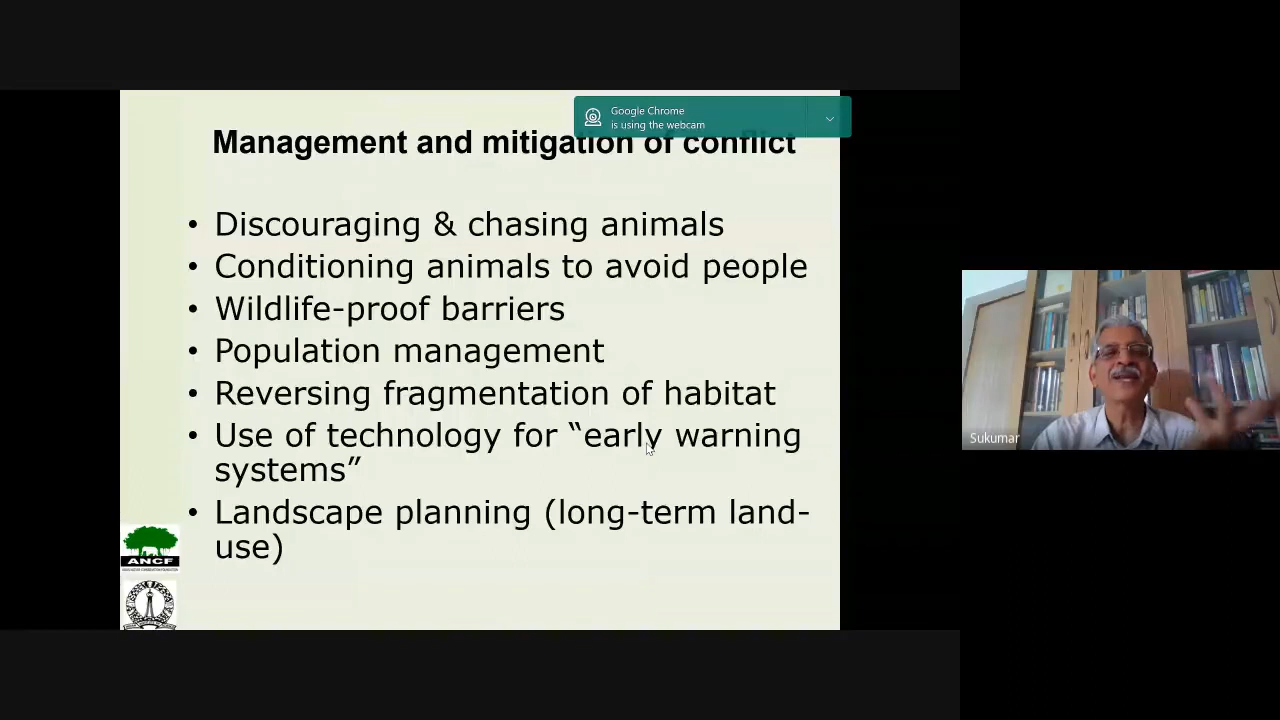 Google Chrome
is using the webcam
Management and mitigation of conflict
• Discouraging & chasing animals
• Conditioning animals to avoid people
• Wildlife-proof barriers
• Population management
• Reversing fragmentation of habitat
• Use of technology for “early warning
systems”
• Landscape planning (long-term land-
use)
ANCF
Sukumar